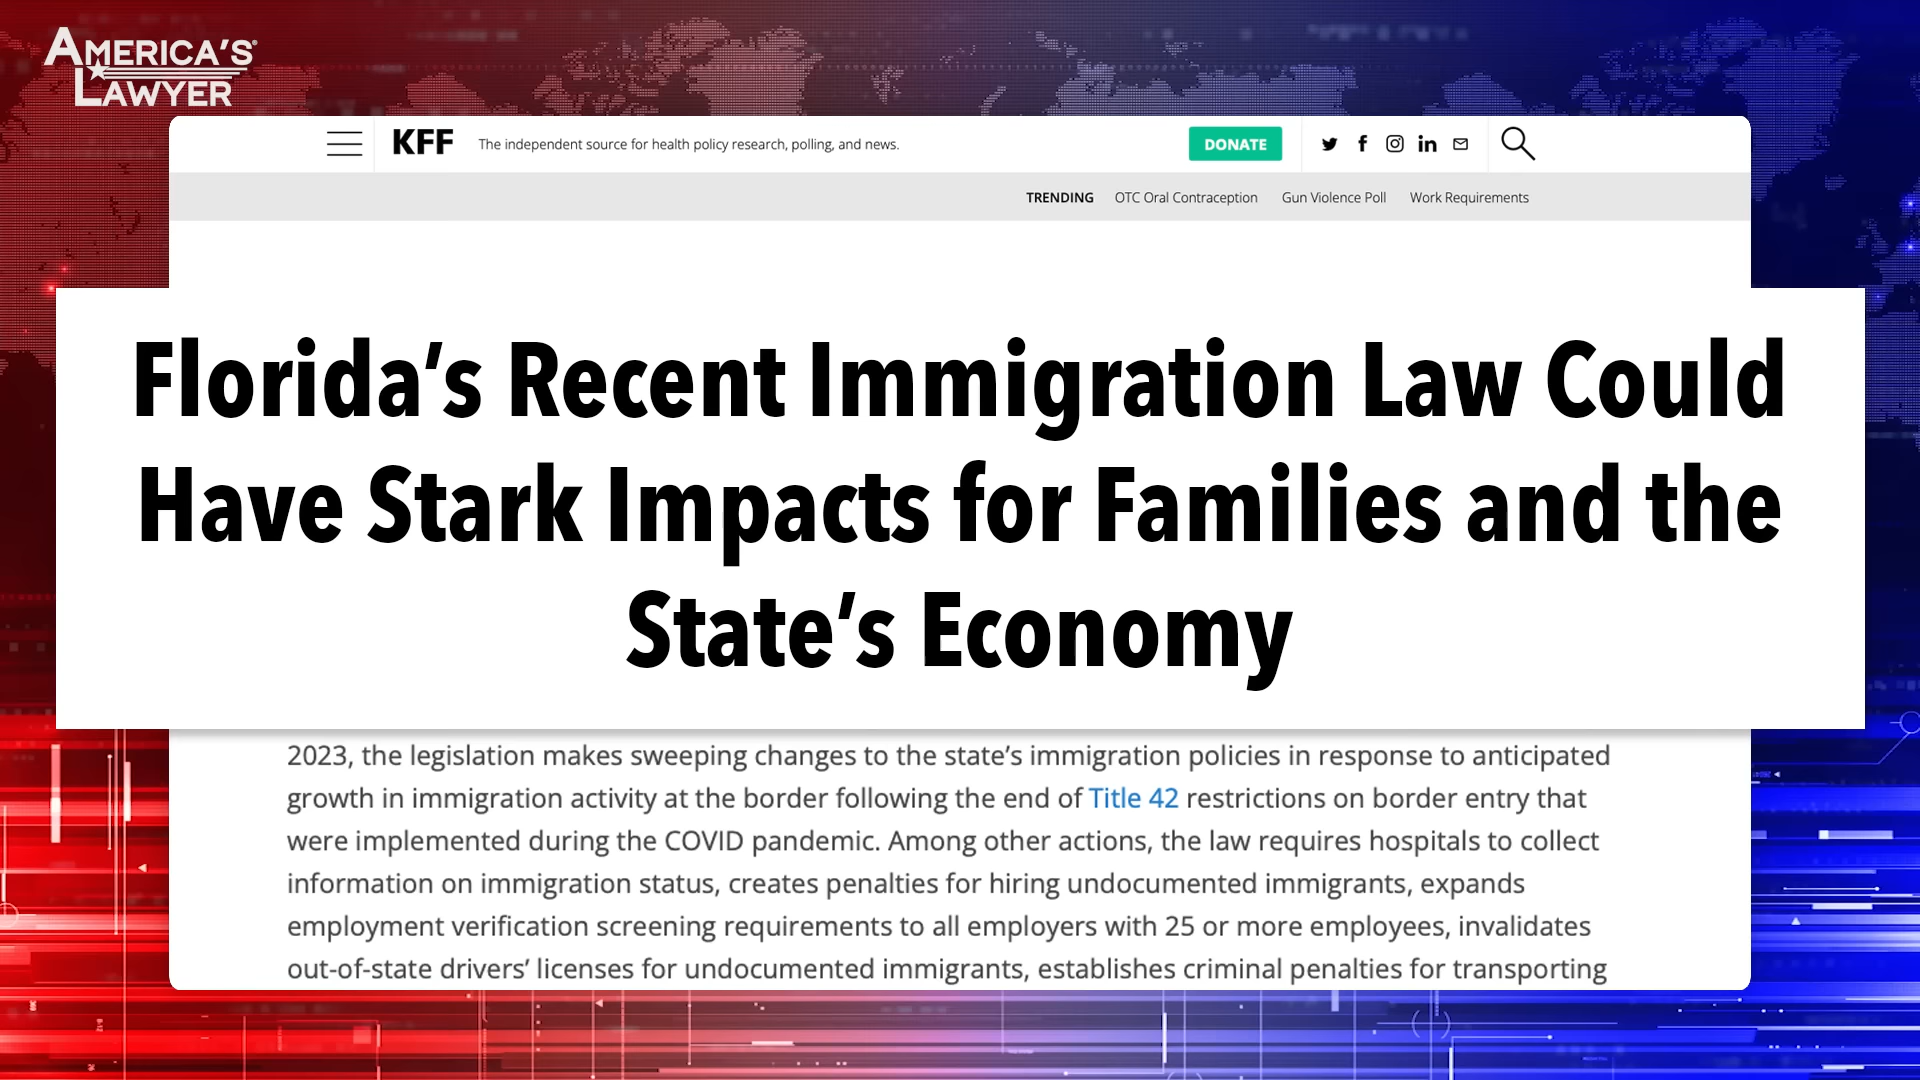 AMERICA'S
LAWYER
KFF
The independent source for health policy research, polling, and news.
DONATE
TRENDING OTC Oral Contraception Gun Violence Poll Work Requirements
Florida’s Recent Immigration Law Could
Have Stark Impacts for Families and the
State’s Economy
2023, the legislation makes sweeping changes to the state’s immigration policies in response to anticipated
growth in immigration activity at the border following the end of Title 42 restrictions on border entry that
were implemented during the COVID pandemic. Among other actions, the law requires hospitals to collect
information on immigration status, creates penalties for hiring undocumented immigrants, expands
employment verification screening requirements to all employers with 25 or more employees, invalidates
out-of-state drivers’ licenses for undocumented immigrants, establishes criminal penalties for transporting